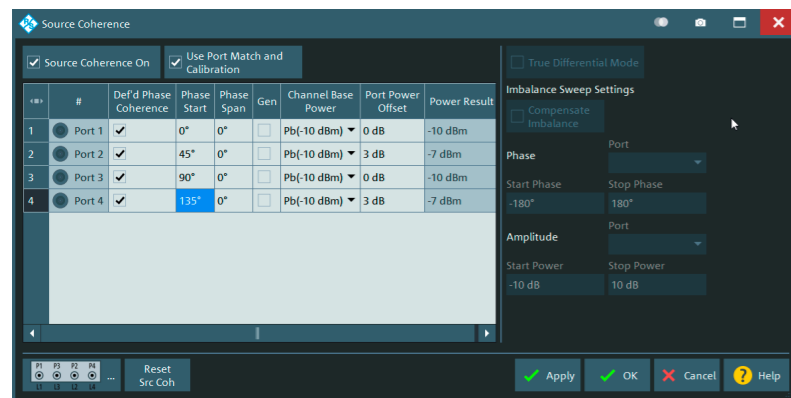 Source Coherence
Source Coherence On
Use Port Match and
Calibration
True Differential Mode
# Def'd Phase Coherence Phase Start Phase Span Gen Channel Base Power Port Power Offset Power Result
1 Port 1 0° 0° Pb(-10 dBm) 0 dB -10 dBm
2 Port 2 45° 0° Pb(-10 dBm) 3 dB -7 dBm
3 Port 3 90° 0° Pb(-10 dBm) 0 dB -10 dBm
4 Port 4 135° 0° Pb(-10 dBm) 3 dB -7 dBm
Imbalance Sweep Settings
Compensate
Imbalance
Port
Phase
Start Phase Stop Phase
-180° 180°
Port
Amplitude
Start Power Stop Power
-10 dB 10 dB
P1 P3 P2 P4
L1 L3 L2 L4
...
Reset
Src Coh
Apply
OK
Cancel
? Help